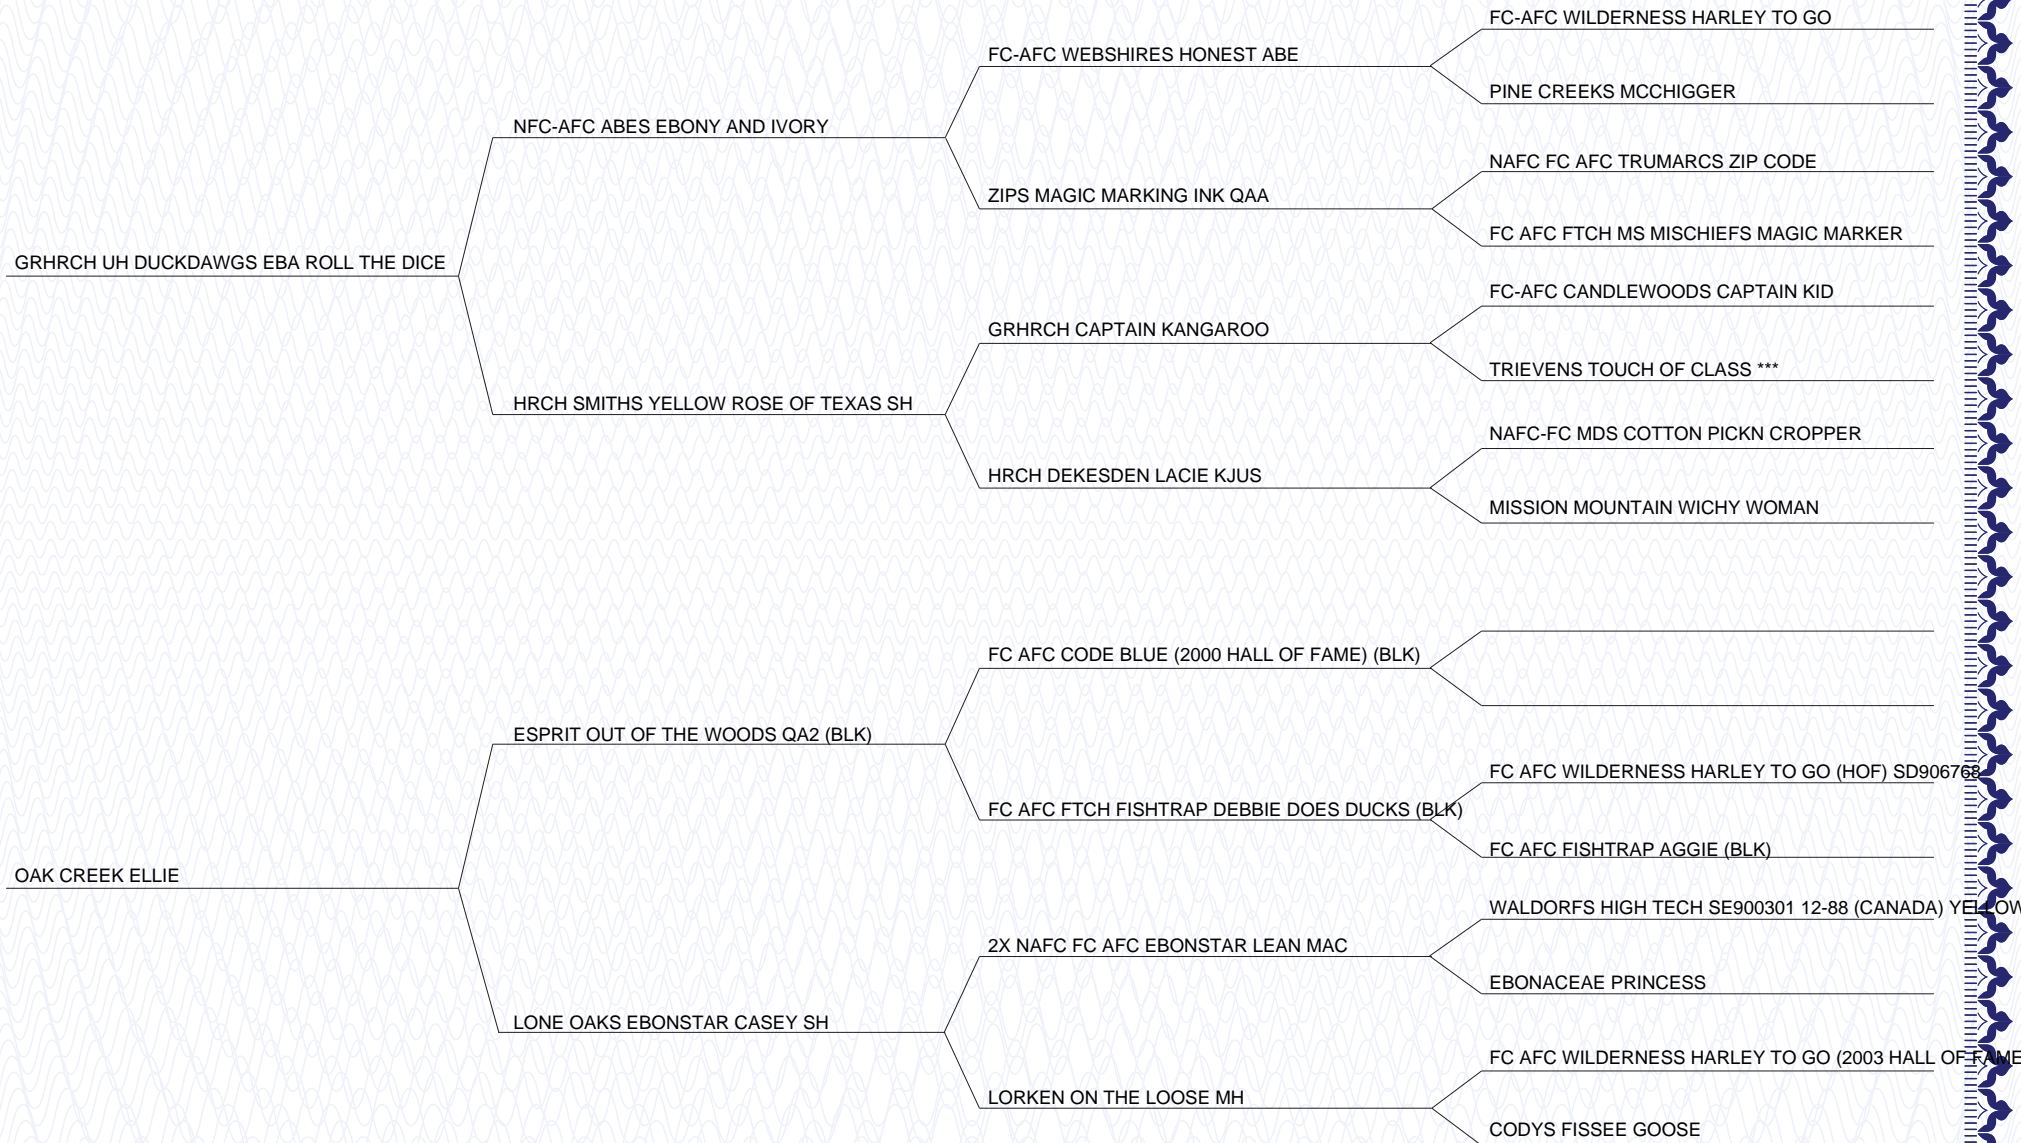 FC-AFC WILDERNESS HARLEY TO GO
FC-AFC WEBSHIRES HONEST ABE
PINE CREEKS MCCHIGGER
NFC-AFC ABES EBONY AND IVORY
NAFC FC AFC TRUMARCS ZIP CODE
ZIPS MAGIC MARKING INK QAA
FC AFC FTCH MS MISCHIEFS MAGIC MARKER
GRHRCH UH DUCKDAWGS EBA ROLL THE DICE
FC-AFC CANDLEWOODS CAPTAIN KID
GRHRCH CAPTAIN KANGAROO
TRIEVENS TOUCH OF CLASS ***
HRCH SMITHS YELLOW ROSE OF TEXAS SH
NAFC-FC MDS COTTON PICKN CROPPER
HRCH DEKESDEN LACIE KJUS
MISSION MOUNTAIN WICHY WOMAN
FC AFC CODE BLUE (2000 HALL OF FAME) (BLK)
ESPRIT OUT OF THE WOODS QA2 (BLK)
FC AFC WILDERNESS HARLEY TO GO (HOF) SD906768
FC AFC FTCH FISHTRAP DEBBIE DOES DUCKS (BLK)
FC AFC FISHTRAP AGGIE (BLK)
OAK CREEK ELLIE
WALDORFS HIGH TECH SE900301 12-88 (CANADA) YELLOW
2X NAFC FC AFC EBONSTAR LEAN MAC
EBONACEAE PRINCESS
LONE OAKS EBONSTAR CASEY SH
FC AFC WILDERNESS HARLEY TO GO (2003 HALL OF FAME
LORKEN ON THE LOOSE MH
CODYS FISSEE GOOSE